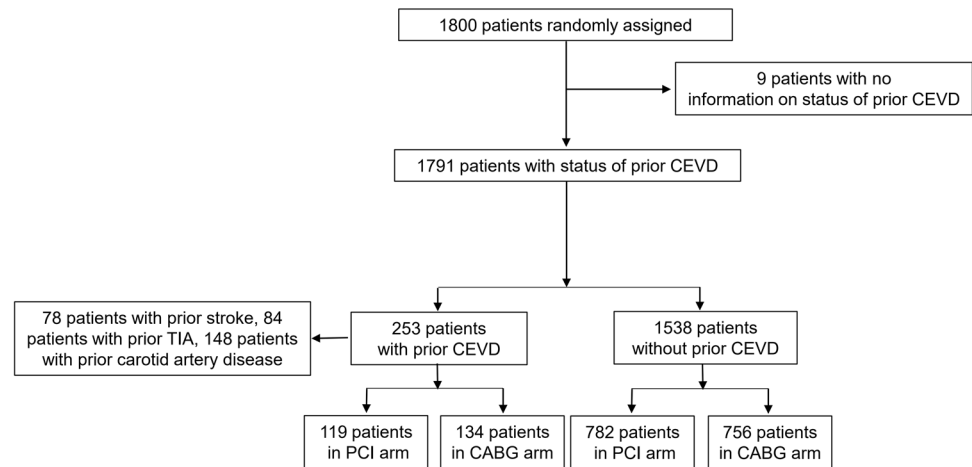 1800 patients randomly assigned
9 patients with no
information on status of prior CEVD
1791 patients with status of prior CEVD
78 patients with prior stroke, 84
patients with prior TIA, 148 patients
with prior carotid artery disease
253 patients
with prior CEVD
1538 patients
without prior CEVD
119 patients
in PCI arm
134 patients
in CABG arm
782 patients
in PCI arm
756 patients
in CABG arm